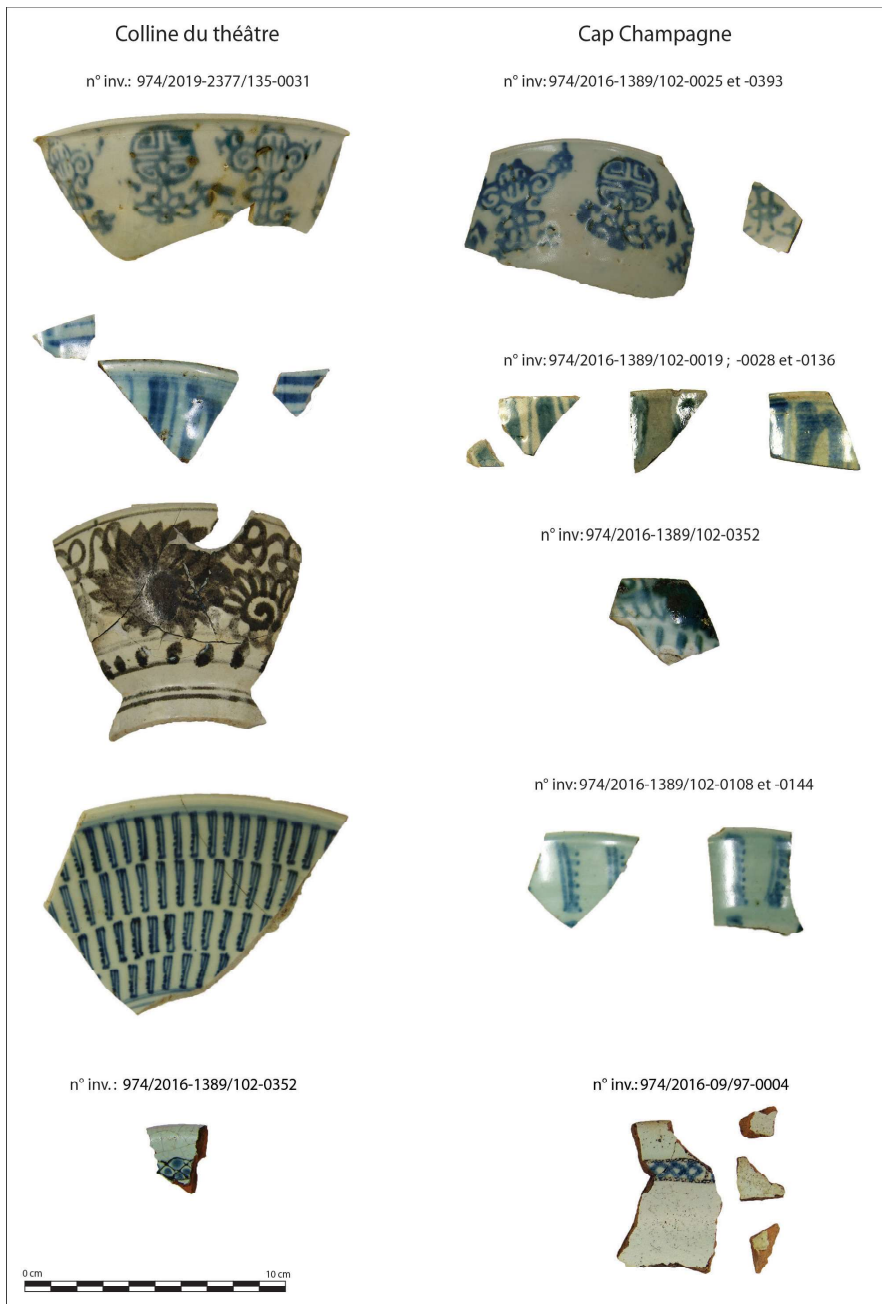 Colline du théâtre
n° inv.: 974/2019-2377/135-0031
n° inv.: 974/2016-1389/102-0352
0 cm
10 cm
Cap Champagne
n° inv: 974/2016-1389/102-0025 et -0393
n° inv: 974/2016-1389/102-0019 ; -0028 et -0136
n° inv: 974/2016-1389/102-0352
n° inv: 974/2016-1389/102-0108 et -0144
n° inv.: 974/2016-09/97-0004